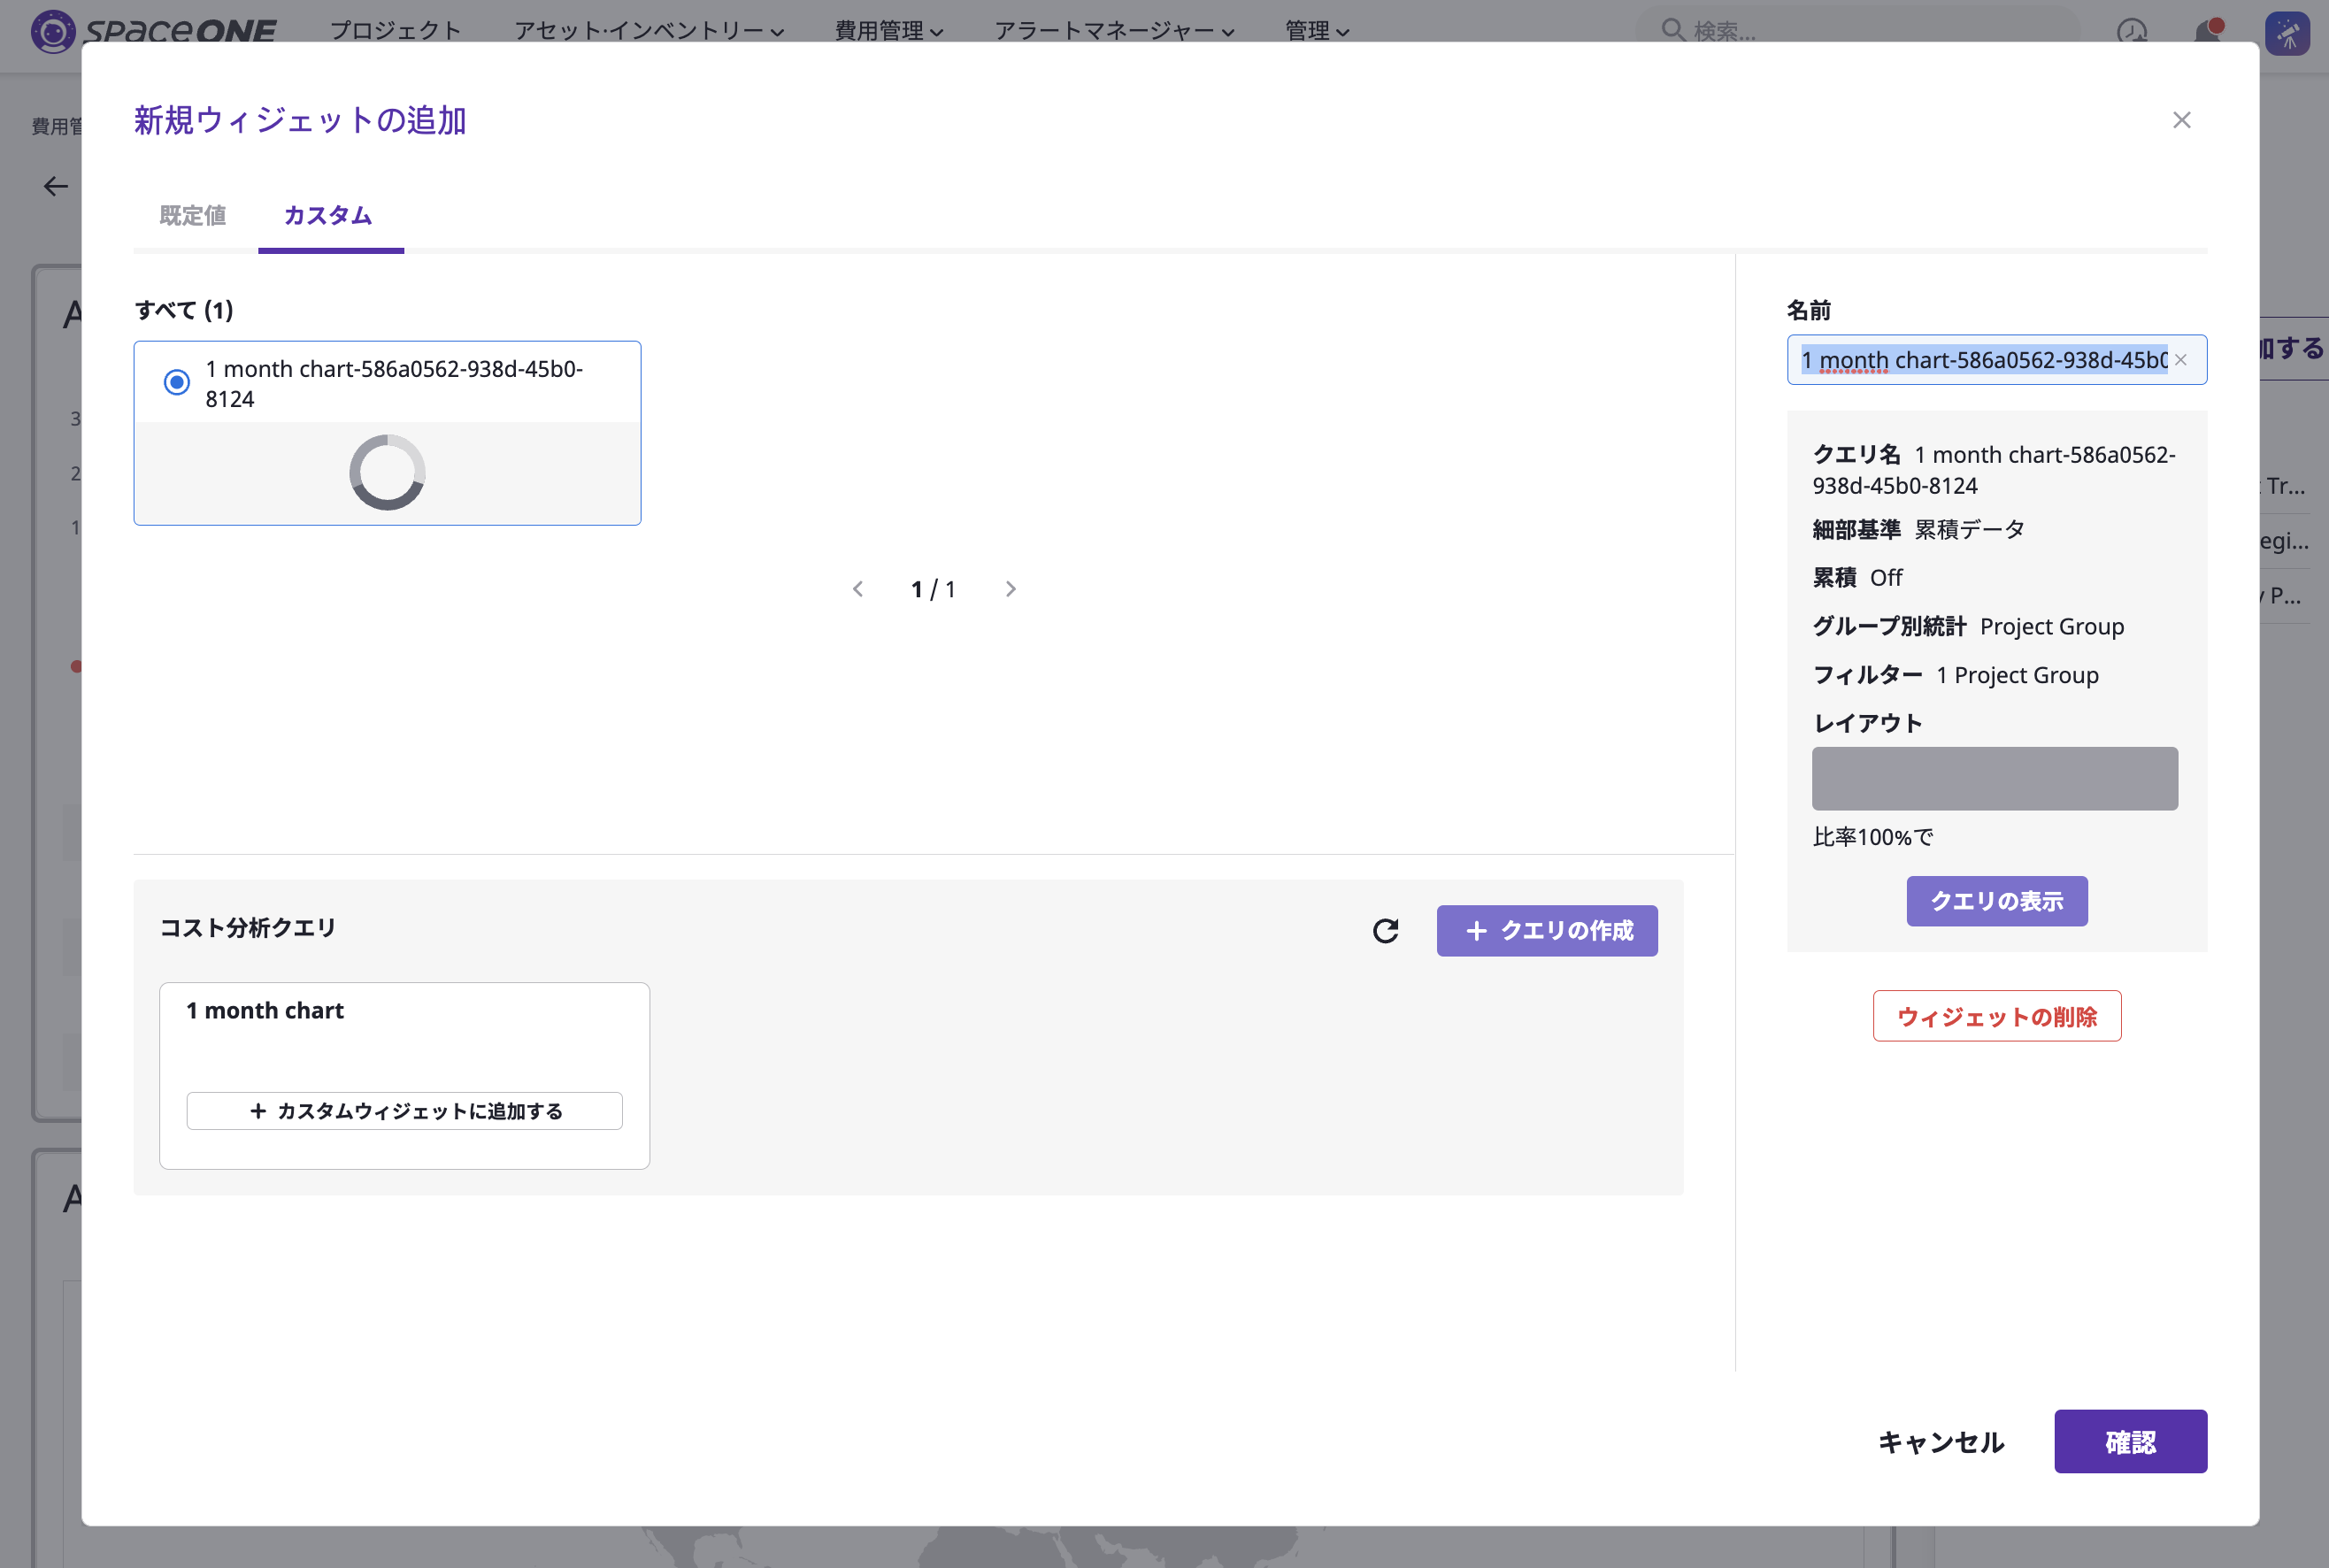 SPACEONE プロジェクト アセット·インベントリー 費用管理 アラートマネージャー 管理 検索...
新規ウィジェットの追加
既定値 カスタム
すべて (1)
1 month chart-586a0562-938d-45b0-
8124
1 / 1
コスト分析クエリ
クエリの作成
1 month chart
+ カスタムウィジェットに追加する
名前
1 month chart-586a0562-938d-45b0
クエリ名 1 month chart-586a0562-
938d-45b0-8124
細部基準 累積データ
累積 Off
グループ別統計 Project Group
フィルター 1 Project Group
レイアウト
比率100%で
クエリの表示
ウィジェットの削除
キャンセル 確認
費用管
A
3
2
1
A
加する
Tr...
egi...
P...